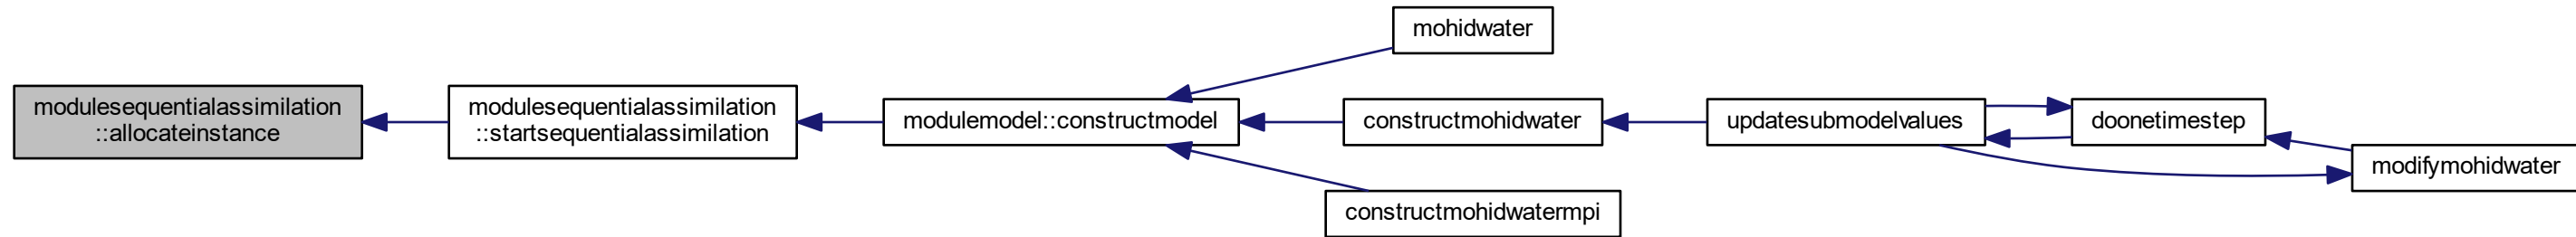 modulesequentialassimilation
::allocateinstance
modulesequentialassimilation
::startsequentialassimilation
modulemodel::constructmodel
mohidwater
constructmohidwater
constructmohidwatermpi
updatesubmodelvalues
doonetimestep
modifymohidwater